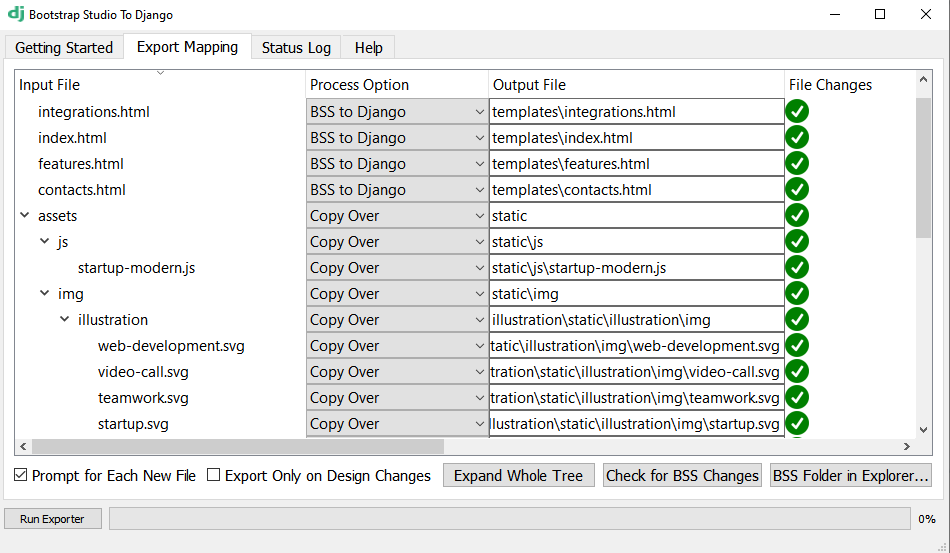 dj Bootstrap Studio To Django
Getting Started Export Mapping Status Log Help
Input File Process Option Output File File Changes
integrations.html BSS to Django templates\integrations.html
index.html BSS to Django templates\index.html
features.html BSS to Django templates\features.html
contacts.html BSS to Django templates\contacts.html
assets Copy Over static
js Copy Over static\js
startup-modern.js Copy Over static\js\startup-modern.js
img Copy Over static\img
illustration Copy Over illustration\static\illustration\img
web-development.svg Copy Over tatic\illustration\img\web-development.svg
video-call.svg Copy Over tration\static\illustration\img\video-call.svg
teamwork.svg Copy Over tration\static\illustration\img\teamwork.svg
startup.svg Copy Over llustration\static\illustration\img\startup.svg
Prompt for Each New File Export Only on Design Changes Expand Whole Tree Check for BSS Changes BSS Folder in Explorer...
Run Exporter 0%